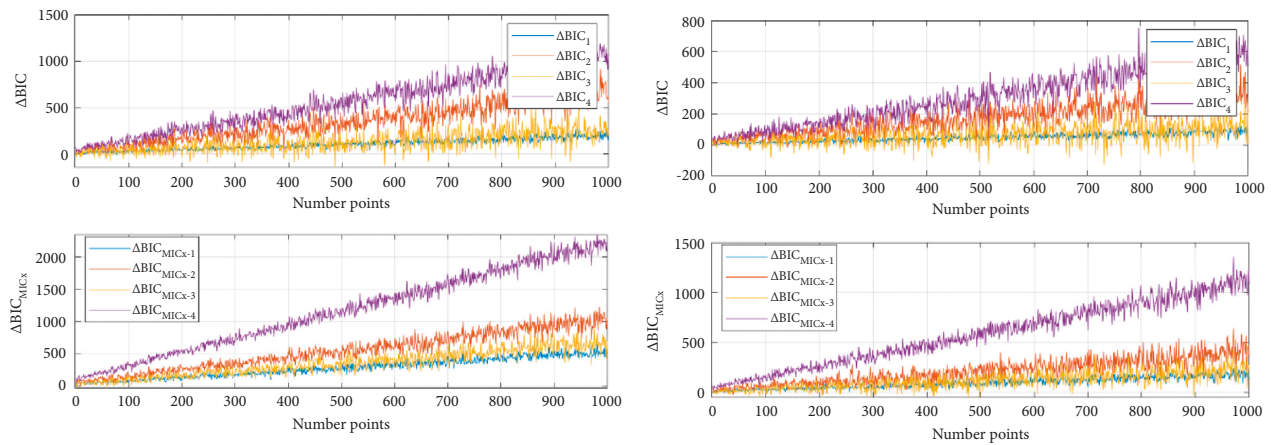 1500
1000
500
0
ΔBIC
ΔBIC1
ΔBIC2
ΔBIC3
ΔBIC4
0 100 200 300 400 500 600 700 800 900 1000
Number points
800
600
400
200
0
-200
ΔBIC
ΔBIC1
ΔBIC2
ΔBIC3
ΔBIC4
0 100 200 300 400 500 600 700 800 900 1000
Number points
2000
1500
1000
500
0
ΔBICMICx
ΔBICMICx-1
ΔBICMICx-2
ΔBICMICx-3
ΔBICMICx-4
0 100 200 300 400 500 600 700 800 900 1000
Number points
1500
1000
500
0
ΔBICMICx
ΔBICMICx-1
ΔBICMICx-2
ΔBICMICx-3
ΔBICMICx-4
0 100 200 300 400 500 600 700 800 900 1000
Number points